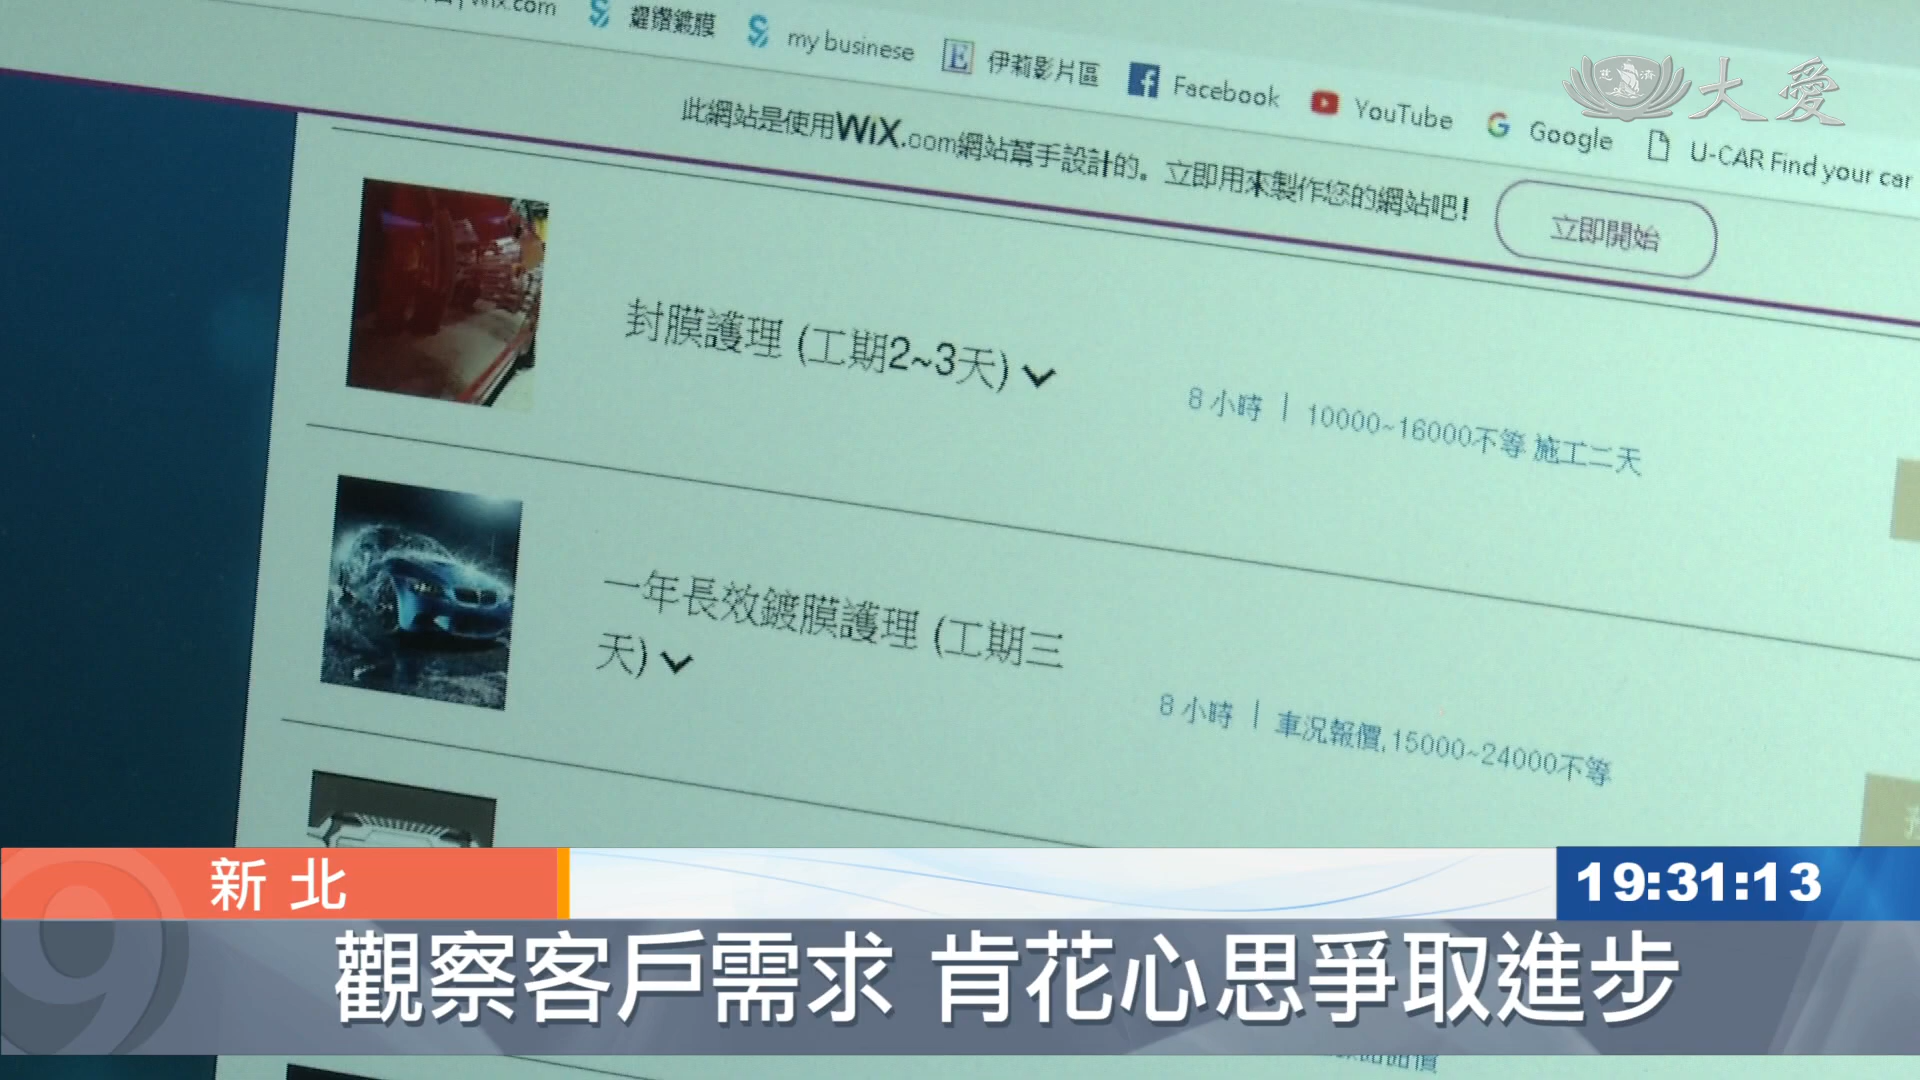 wix.com
耀鑽鍍膜
my businese
E
伊莉影片區
Facebook
YouTube
Google
U-CAR Find your car
慈濟
大愛
此網站是使用WiX.com網站幫手設計的。立即用來製作您的網站吧!
立即開始
封膜護理 (工期2~3天)
8 小時 | 10000~16000不等 施工二天
一年長效鍍膜護理 (工期三
天)
8 小時 | 車況報價,15000~24000不等
新北
19:31:13
觀察客戶需求 肯花心思爭取進步